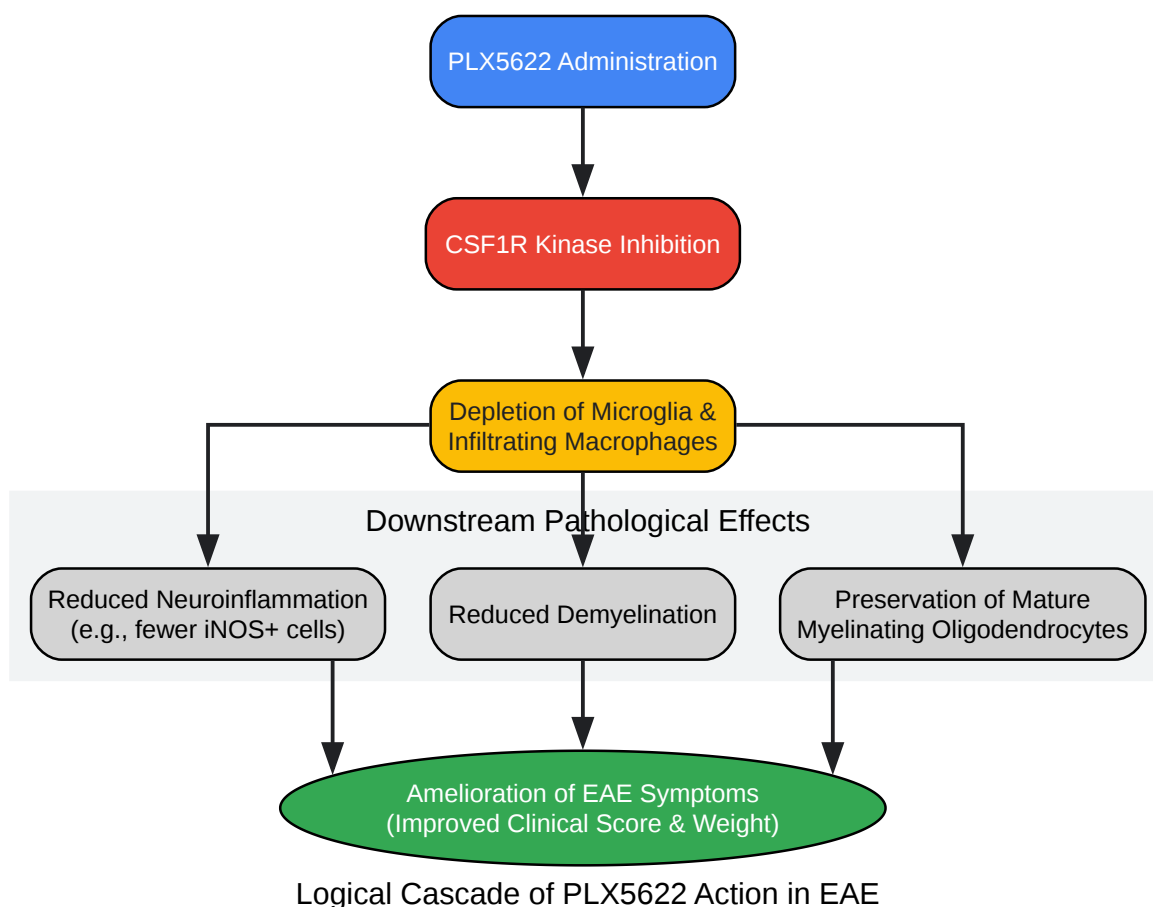 PLX5622 Administration
CSF1R Kinase Inhibition
Depletion of Microglia &
Infiltrating Macrophages
Downstream Pathological Effects
Reduced Neuroinflammation
(e.g., fewer iNOS+ cells)
Reduced Demyelination
Preservation of Mature
Myelinating Oligodendrocytes
Amelioration of EAE Symptoms
(Improved Clinical Score & Weight)
Logical Cascade of PLX5622 Action in EAE